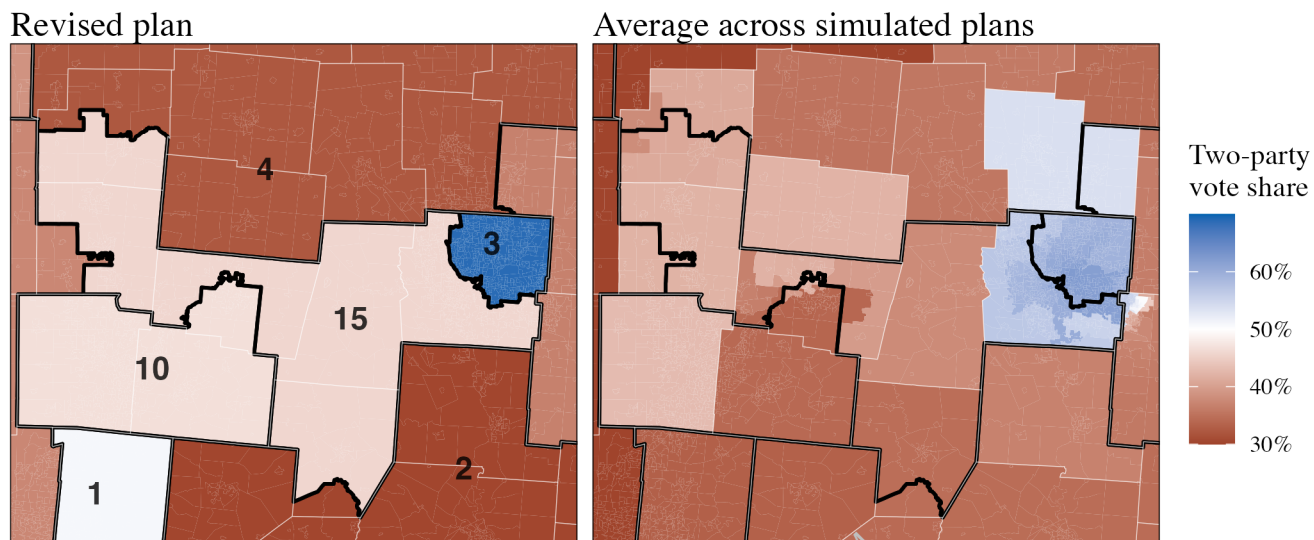 Revised plan
Average across simulated plans
4
3
15
10
2
1
Two-party
vote share
60%
50%
40%
30%